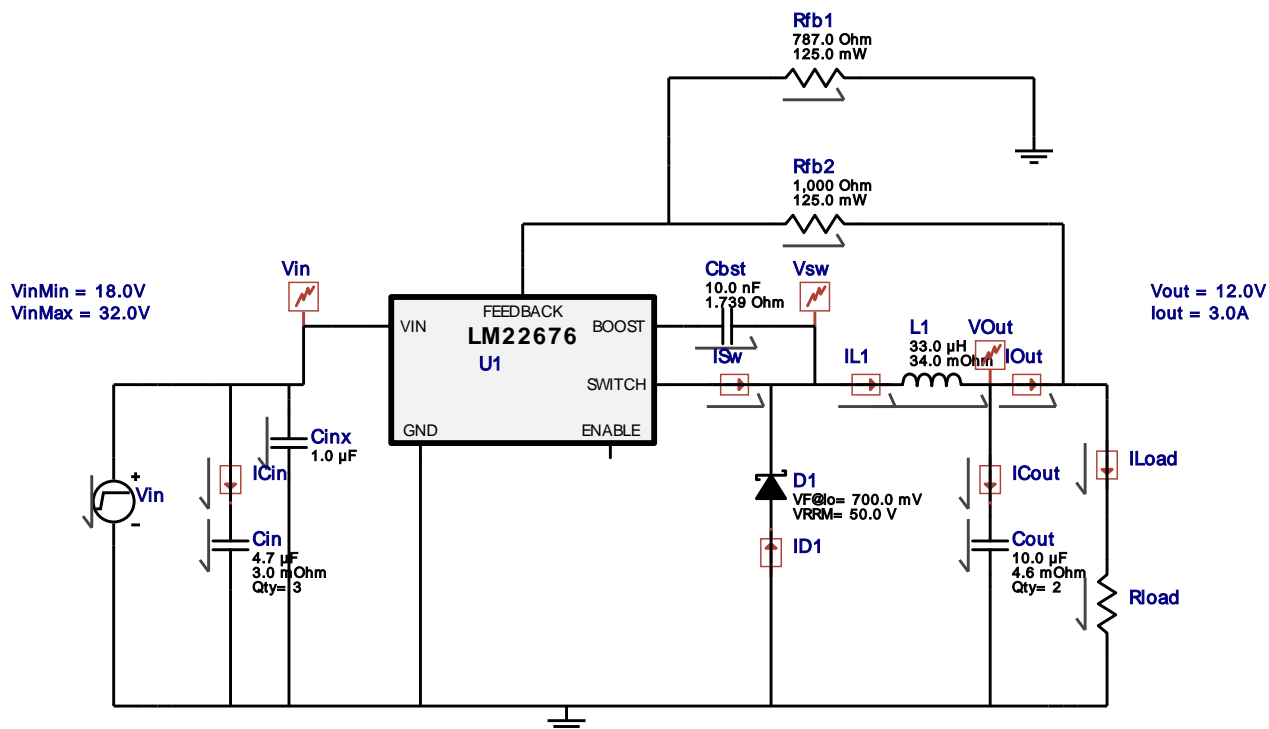 Rfb1
787.0 Ohm
125.0 mW
Rfb2
1,000 Ohm
125.0 mW
VinMin = 18.0V
VinMax = 32.0V
Vin
Cbst
10.0 nF
1.739 Ohm
Vsw
Vout = 12.0V
Iout = 3.0A
FEEDBACK
VIN
LM22676
BOOST
U1
SWITCH
GND
ENABLE
ISw
IL1
L1
33.0 µH
34.0 mOhm
VOut
IOut
Cinx
1.0 µF
ICin
+
Vin
−
Cin
4.7 µF
3.0 mOhm
Qty= 3
D1
VF@Io= 700.0 mV
VRRM= 50.0 V
ID1
ICout
Cout
10.0 µF
4.6 mOhm
Qty= 2
ILoad
Rload